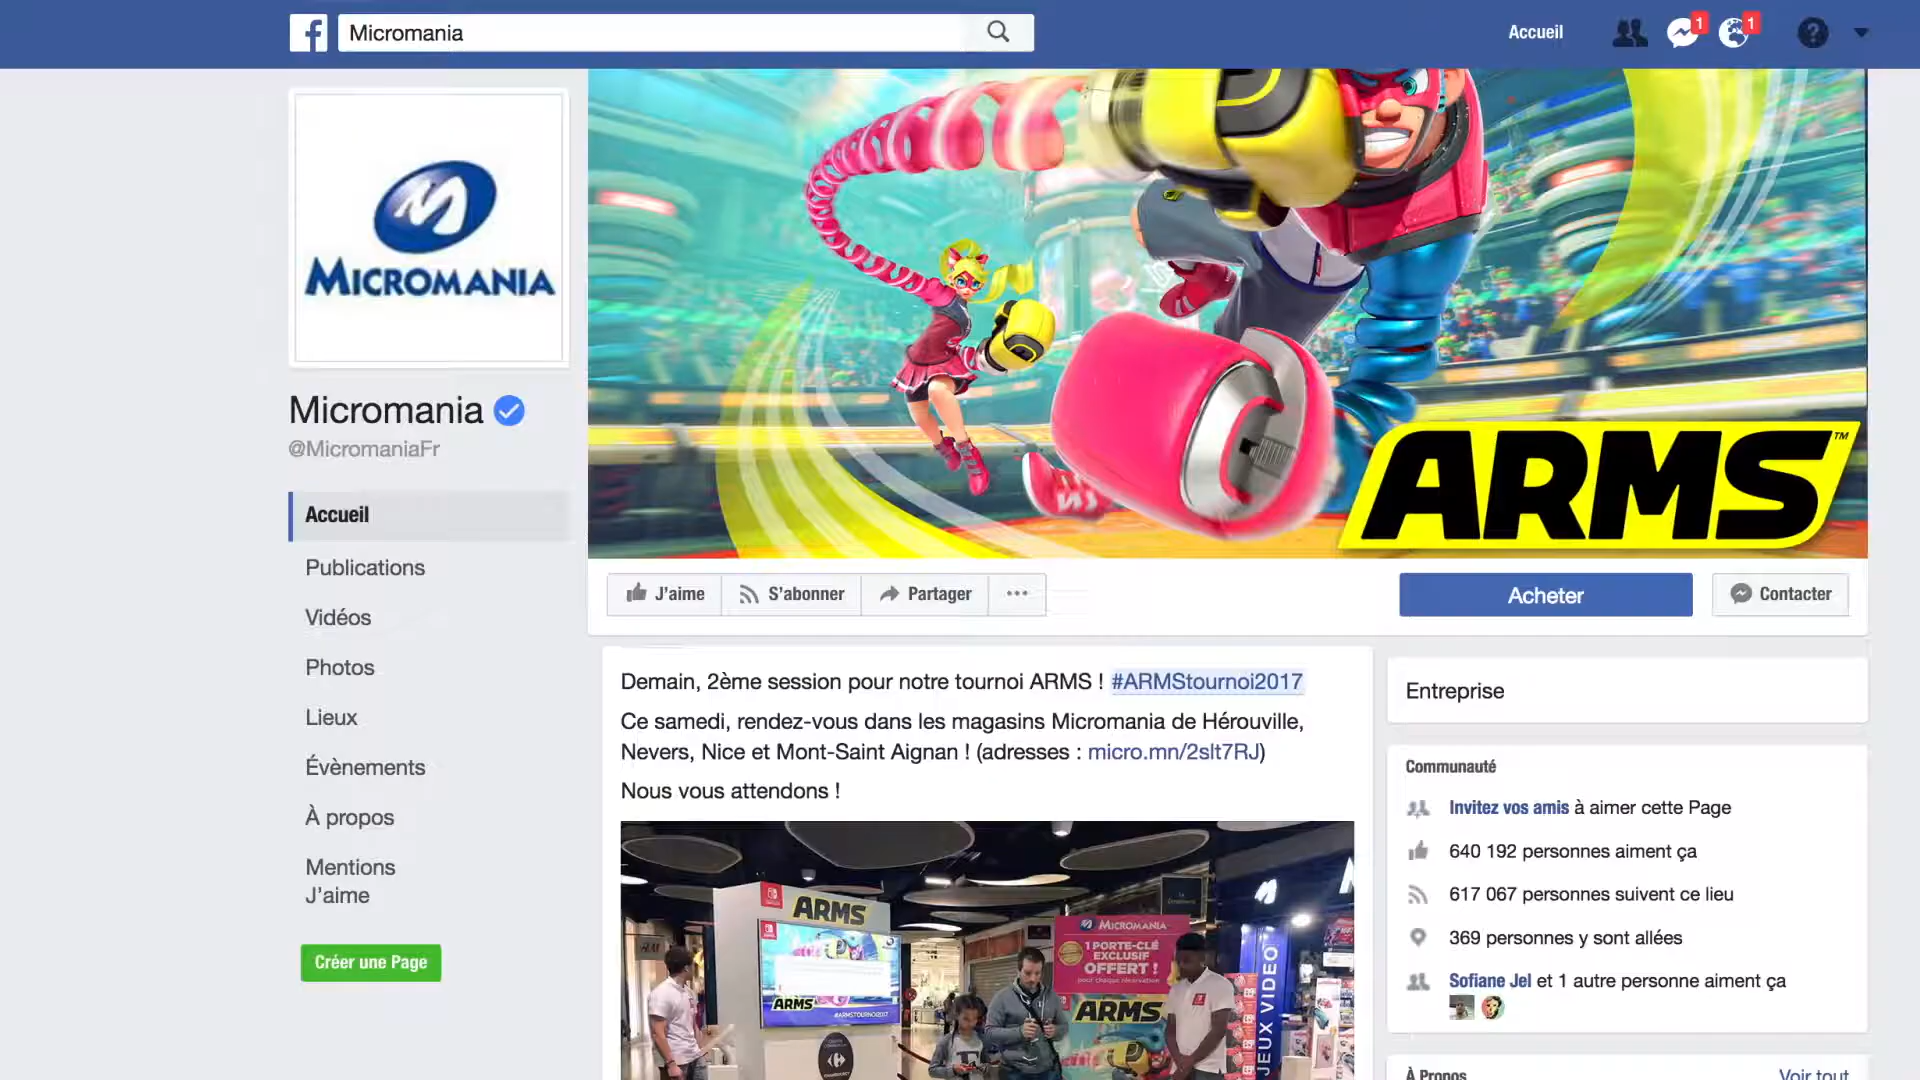 Micromania
Accueil
1
1
?
MICROMANIA
ARMS™
Micromania
@MicromaniaFr
Accueil
Publications
Vidéos
Photos
Lieux
Évènements
À propos
Mentions
J'aime
Créer une Page
J'aime
S'abonner
Partager
Acheter
Contacter
Demain, 2ème session pour notre tournoi ARMS ! #ARMStournoi2017
Ce samedi, rendez-vous dans les magasins Micromania de Hérouville,
Nevers, Nice et Mont-Saint Aignan ! (adresses : micro.mn/2slt7RJ)
Nous vous attendons !
ARMS
ARMS
#ARMSTOURNOI2017
MICROMANIA
1 PORTE-CLÉ
EXCLUSIF
OFFERT !
pour chaque réservation
ARMS
JEUX VIDEO
Entreprise
Communauté
Invitez vos amis à aimer cette Page
640 192 personnes aiment ça
617 067 personnes suivent ce lieu
369 personnes y sont allées
Sofiane Jel et 1 autre personne aiment ça
À Propos
Voir tout